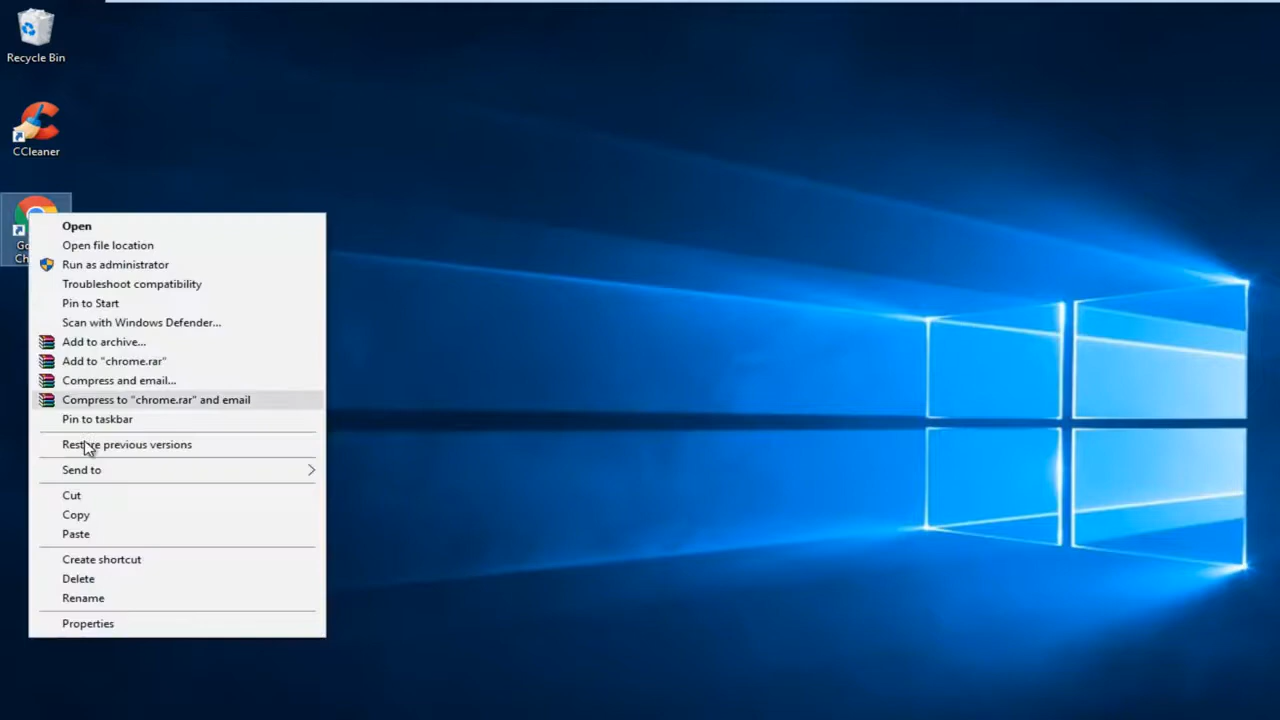 Recycle Bin
CCleaner
Open
Open file location
Run as administrator
Troubleshoot compatibility
Pin to Start
Scan with Windows Defender...
Add to archive...
Add to "chrome.rar"
Compress and email...
Compress to "chrome.rar" and email
Pin to taskbar
Restore previous versions
Send to
Cut
Copy
Paste
Create shortcut
Delete
Rename
Properties